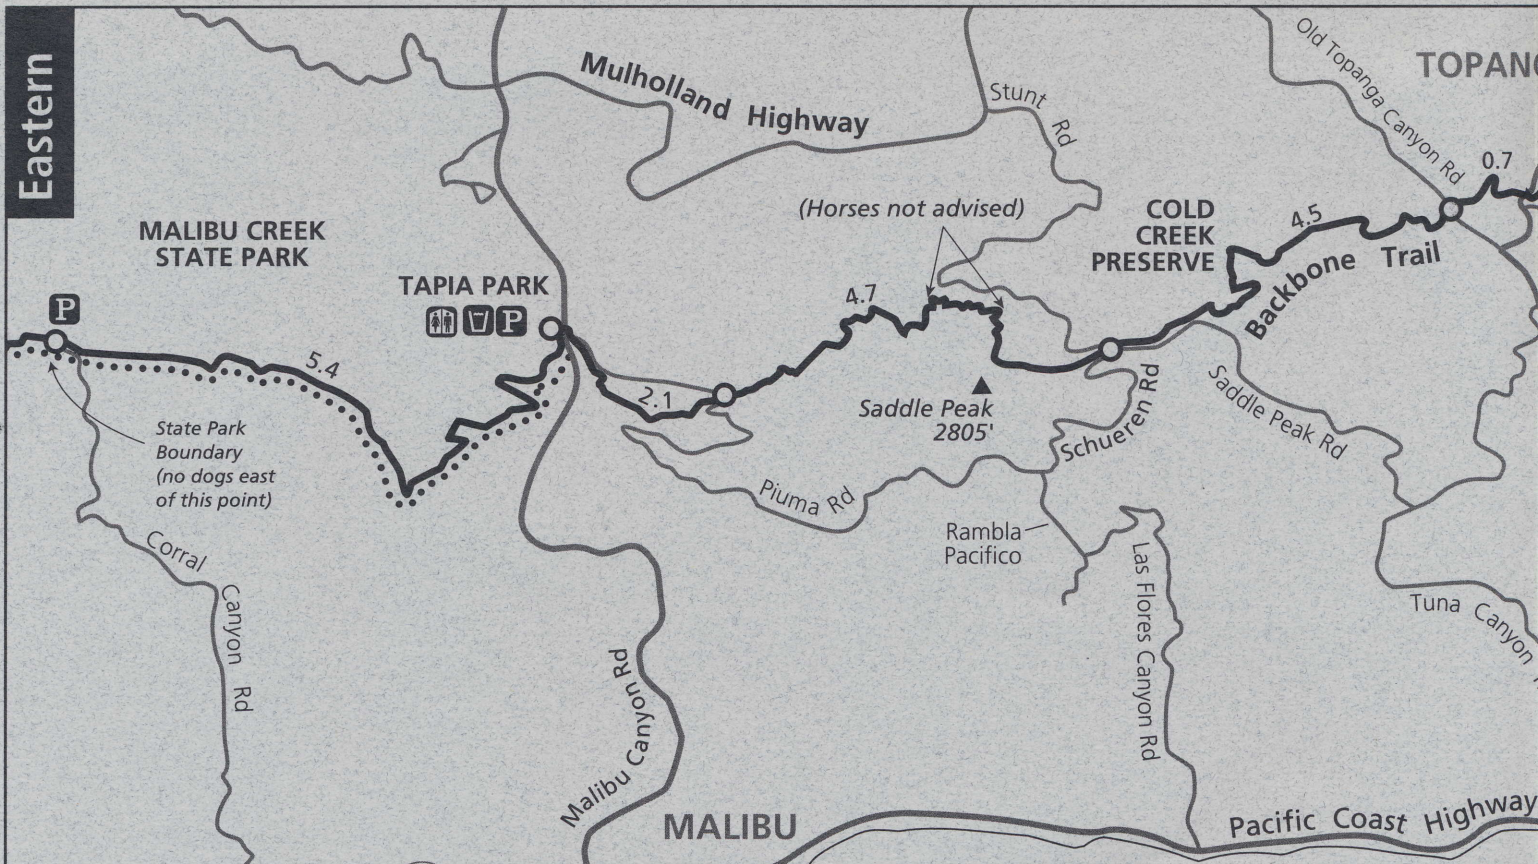 Eastern
Mulholland Highway
Stunt Rd
Old Topanga Canyon Rd
TOPANG
0.7
(Horses not advised)
COLD
CREEK
PRESERVE
4.5
Backbone Trail
MALIBU CREEK
STATE PARK
TAPIA PARK
P
P
5.4
2.1
4.7
Saddle Peak
2805'
Schueren Rd
Saddle Peak Rd
State Park
Boundary
(no dogs east
of this point)
Piuma Rd
Rambla
Pacifico
Corral Canyon Rd
Las Flores Canyon Rd
Tuna Canyon
Malibu Canyon Rd
MALIBU
Pacific Coast Highway